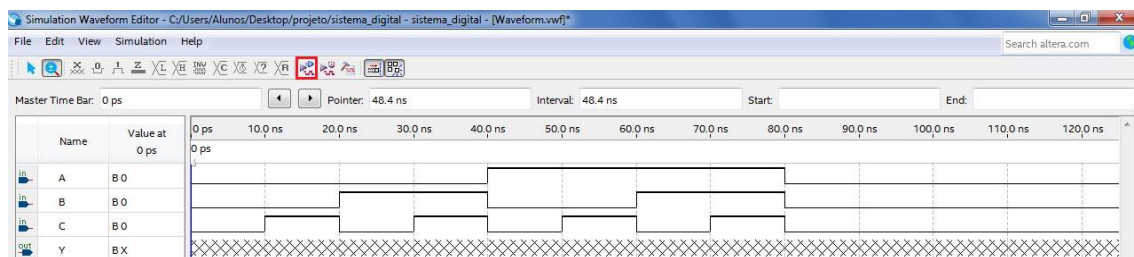 Simulation Waveform Editor - C:/Users/Alunos/Desktop/projeto/sistema_digital - sistema_digital - [Waveform.vwf]*
File Edit View Simulation Help
Search altera.com
Master Time Bar: 0 ps Pointer: 48.4 ns Interval: 48.4 ns Start: End:
Name Value at 0 ps
0 ps 10.0 ns 20.0 ns 30.0 ns 40.0 ns 50.0 ns 60.0 ns 70.0 ns 80.0 ns 90.0 ns 100.0 ns 110.0 ns 120.0 ns
0 ps
in A B 0
in B B 0
in C B 0
out Y B X